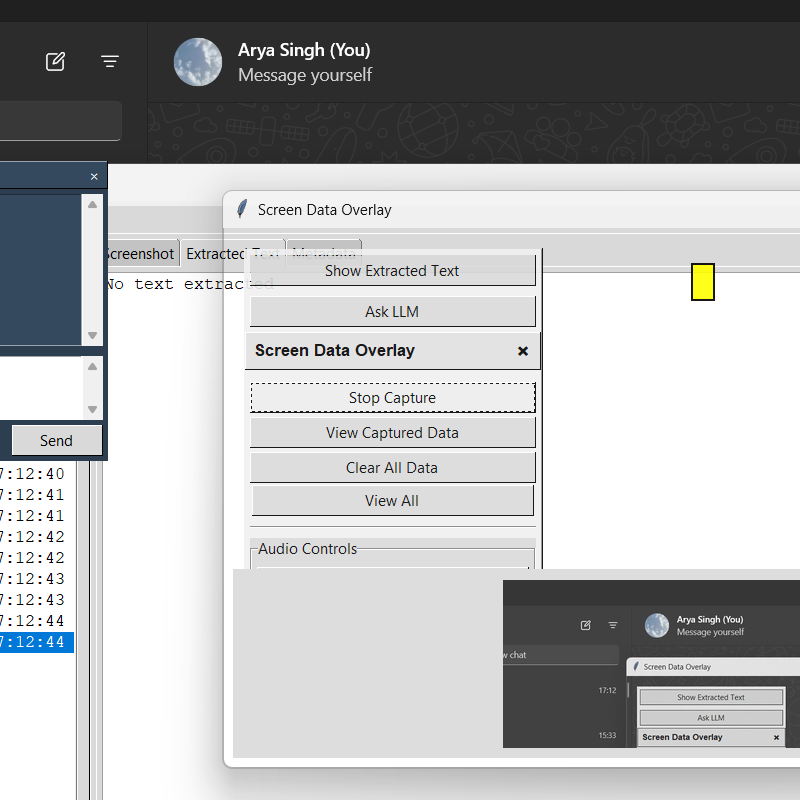 Arya Singh (You)
Message yourself
×
Screen Data Overlay
Screenshot
Extracted Text
Metadata
No text extracted
Show Extracted Text
Ask LLM
Screen Data Overlay
×
Stop Capture
View Captured Data
Send
Clear All Data
7:12:40
7:12:41
View All
7:12:41
7:12:42
Audio Controls
7:12:42
7:12:43
7:12:43
7:12:44
7:12:44
Arya Singh (You)
Message yourself
w chat
Screen Data Overlay
17:12
Show Extracted Text
Ask LLM
15:33
Screen Data Overlay
×